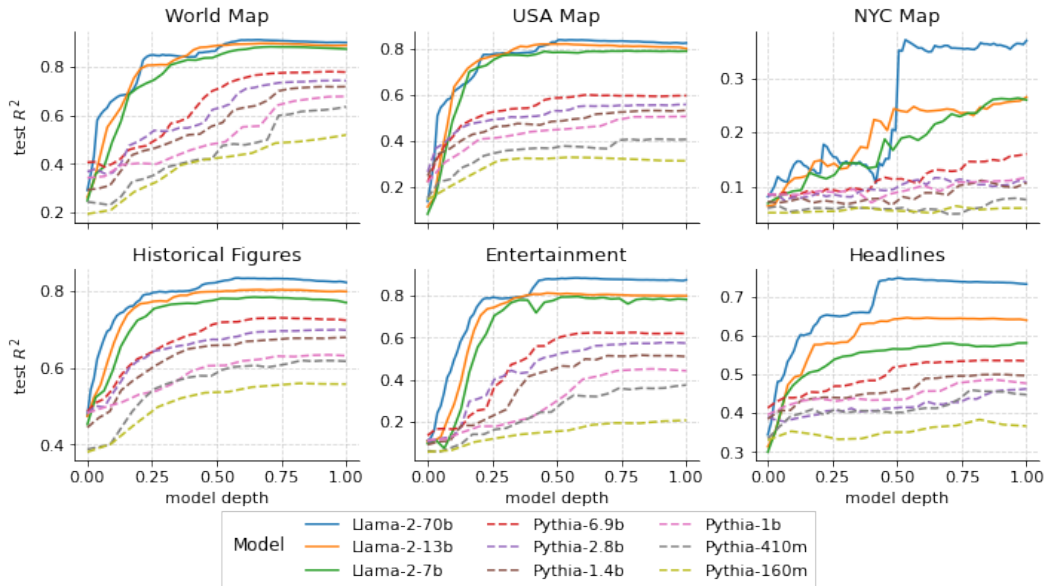 World Map
USA Map
NYC Map
test R²
0.8
0.6
0.4
0.2
0.8
0.6
0.4
0.2
0.3
0.2
0.1
Historical Figures
Entertainment
Headlines
test R²
0.8
0.6
0.4
0.8
0.6
0.4
0.2
0.7
0.6
0.5
0.4
0.3
0.00 0.25 0.50 0.75 1.00
0.00 0.25 0.50 0.75 1.00
0.00 0.25 0.50 0.75 1.00
model depth
model depth
model depth
Model
Llama-2-70b
Llama-2-13b
Llama-2-7b
Pythia-6.9b
Pythia-2.8b
Pythia-1.4b
Pythia-1b
Pythia-410m
Pythia-160m